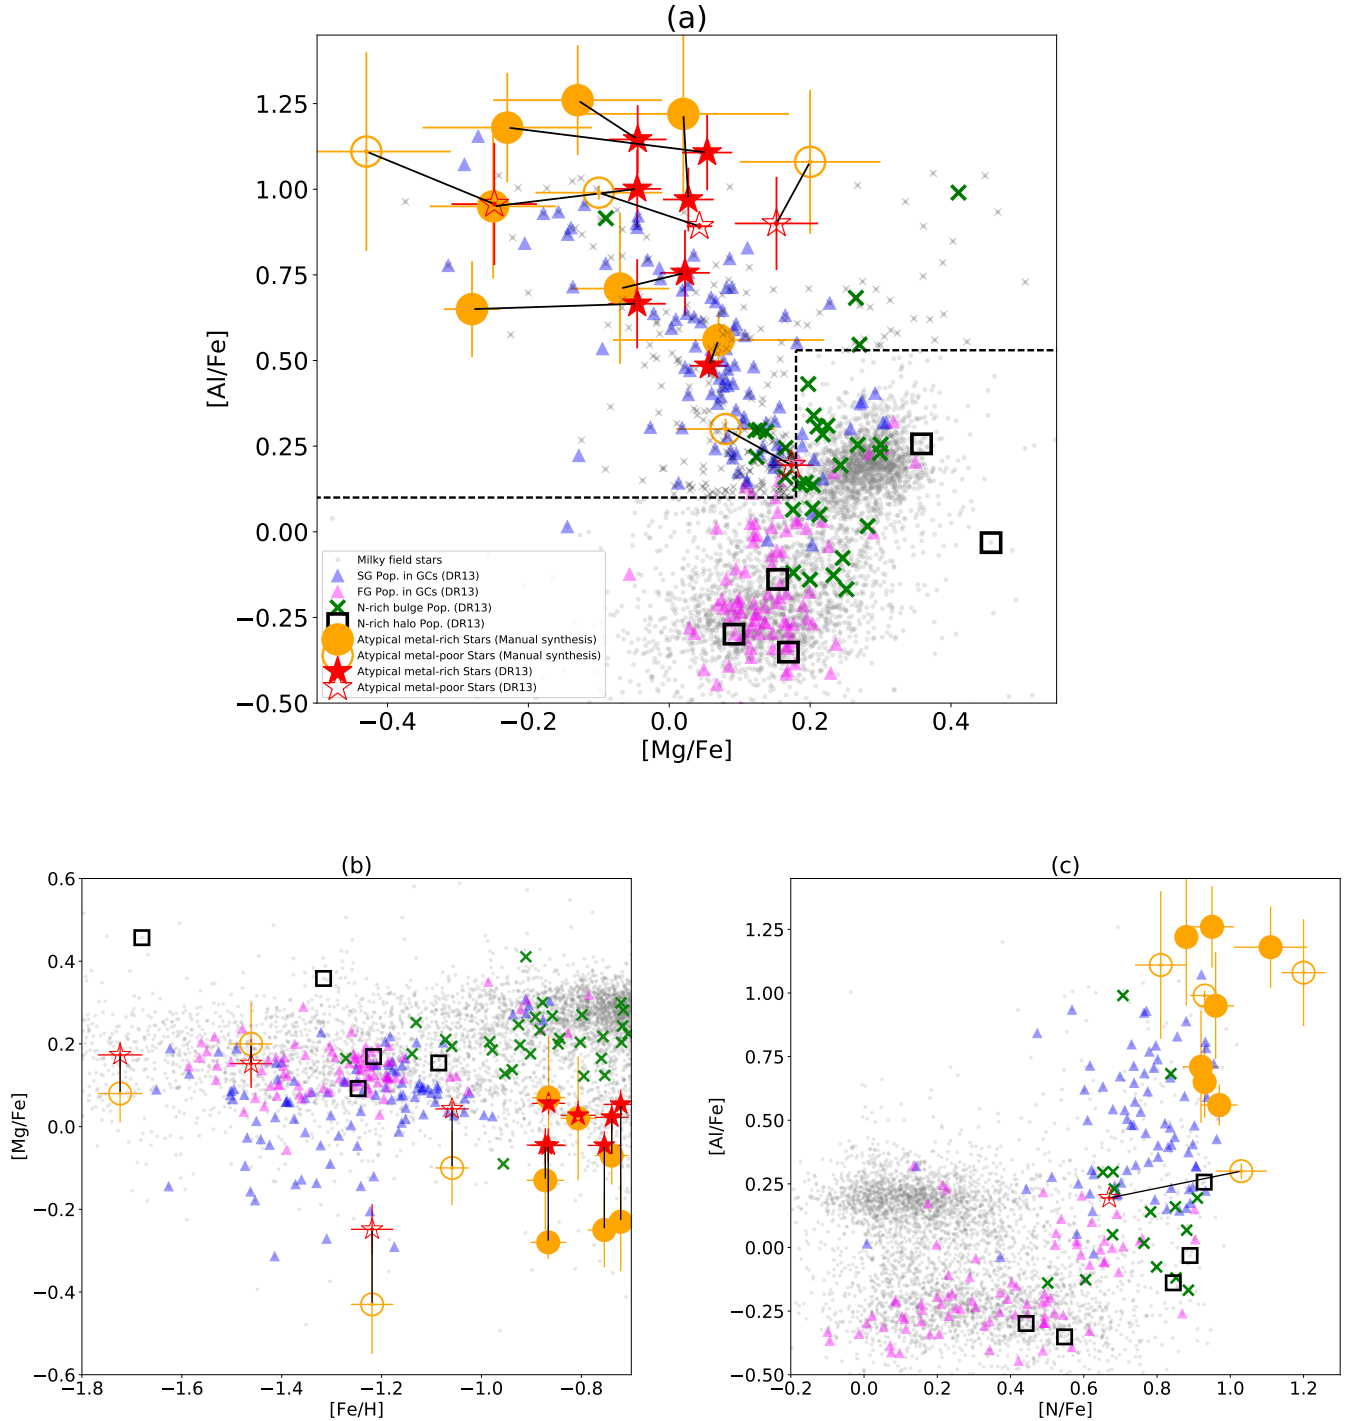 (a)
[Al/Fe]
1.25
1.00
0.75
0.50
0.25
0.00
−0.25
−0.50
Milky field stars
SG Pop. in GCs (DR13)
FG Pop. in GCs (DR13)
N-rich bulge Pop. (DR13)
N-rich halo Pop. (DR13)
Atypical metal-rich Stars (Manual synthesis)
Atypical metal-poor Stars (Manual synthesis)
Atypical metal-rich Stars (DR13)
Atypical metal-poor Stars (DR13)
−0.4 −0.2 0.0 0.2 0.4
[Mg/Fe]
(b)
[Mg/Fe]
0.6
0.4
0.2
0.0
−0.2
−0.4
−0.6
−1.8 −1.6 −1.4 −1.2 −1.0 −0.8
[Fe/H]
(c)
[Al/Fe]
1.25
1.00
0.75
0.50
0.25
0.00
−0.25
−0.50
−0.2 0.0 0.2 0.4 0.6 0.8 1.0 1.2
[N/Fe]